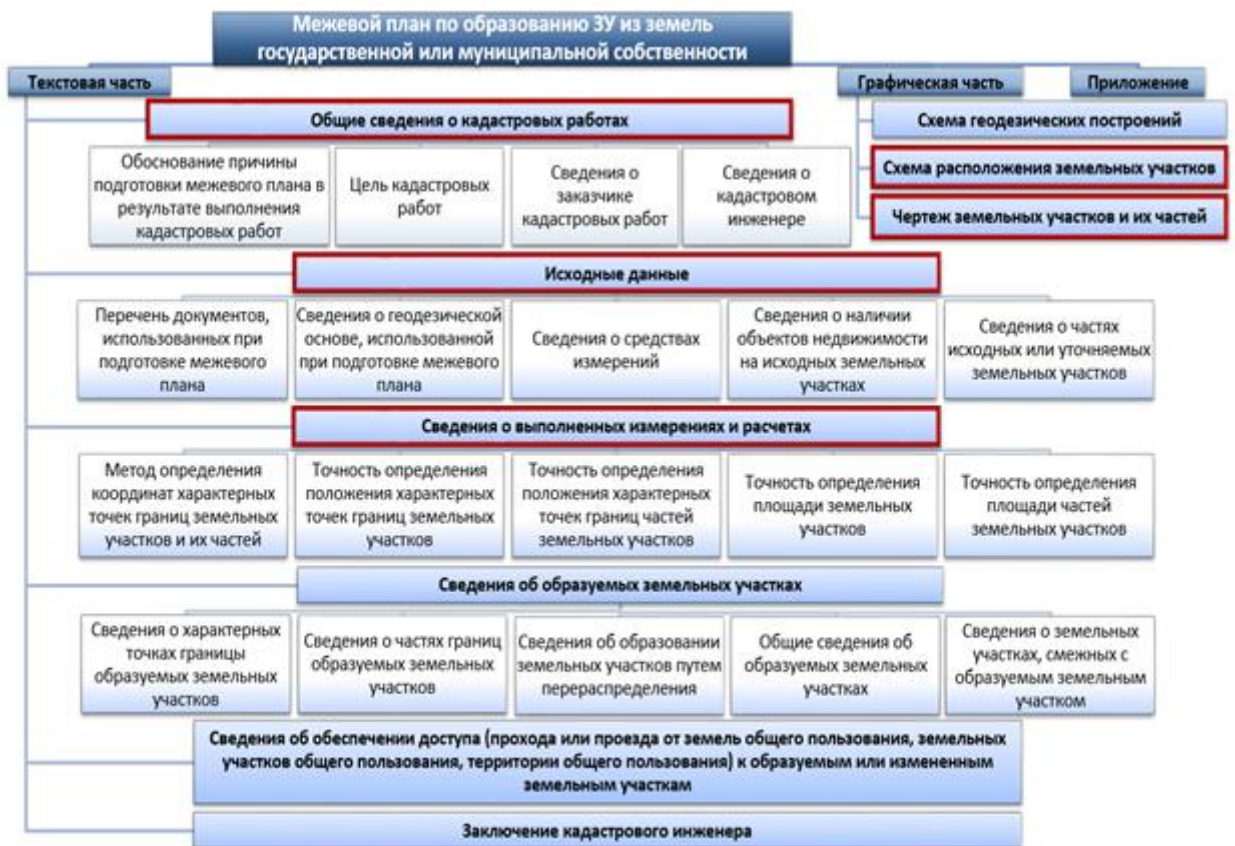 Межевой план по образованию ЗУ из земель
государственной или муниципальной собственности
Текстовая часть
Графическая часть
Приложение
Общие сведения о кадастровых работах
Схема геодезических построений
Обоснование причины
подготовки межевого плана в
результате выполнения
кадастровых работ
Цель кадастровых
работ
Сведения о
заказчике
кадастровых работ
Сведения о
кадастровом
инженере
Схема расположения земельных участков
Чертеж земельных участков и их частей
Исходные данные
Перечень документов,
использованных при
подготовке межевого
плана
Сведения о геодезической
основе, использованной
при подготовке межевого
плана
Сведения о средствах
измерений
Сведения о наличии
объектов недвижимости
на исходных земельных
участках
Сведения о частях
исходных или уточняемых
земельных участков
Сведения о выполненных измерениях и расчетах
Метод определения
координат характерных
точек границ земельных
участков и их частей
Точность определения
положения характерных
точек границ земельных
участков
Точность определения
положения характерных
точек границ частей
земельных участков
Точность определения
площади земельных
участков
Точность определения
площади частей
земельных участков
Сведения об образуемых земельных участках
Сведения о характерных
точках границы
образуемых земельных
участков
Сведения о частях границ
образуемых земельных
участков
Сведения об образовании
земельных участков путем
перераспределения
Общие сведения об
образуемых земельных
участках
Сведения о земельных
участках, смежных с
образуемым земельным
участком
Сведения об обеспечении доступа (прохода или проезда от земель общего пользования, земельных
участков общего пользования, территории общего пользования) к образуемым или измененным
земельным участкам
Заключение кадастрового инженера